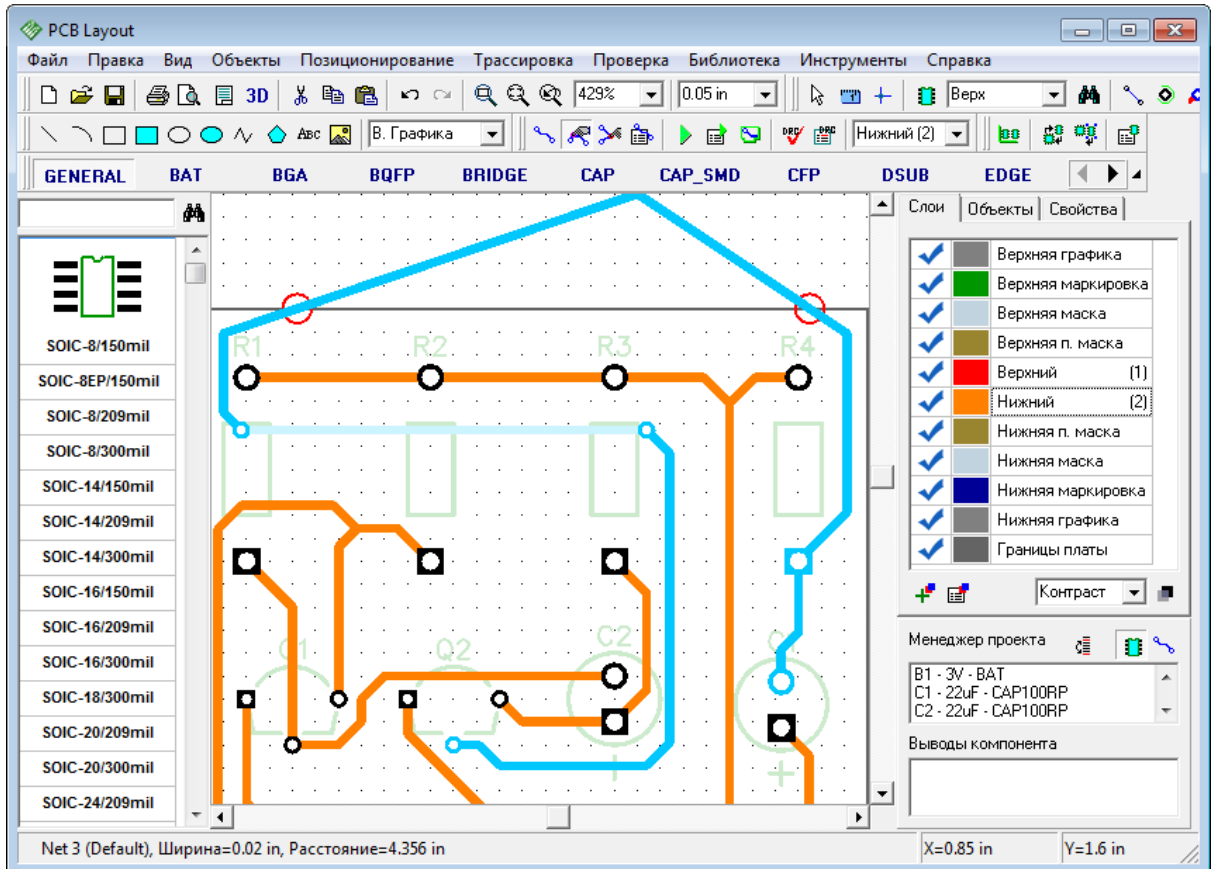 PCB Layout
Файл Правка Вид Объекты Позиционирование Трассировка Проверка Библиотека Инструменты Справка
3D 429% 0.05 in Верх
ABC В. Графика DRC DRC Нижний (2)
GENERAL BAT BGA BQFP BRIDGE CAP CAP_SMD CFP DSUB EDGE
Слои Объекты Свойства
Верхняя графика
Верхняя маркировка
Верхняя маска
Верхняя п. маска
Верхний (1)
Нижний (2)
Нижняя п. маска
Нижняя маска
Нижняя маркировка
Нижняя графика
Границы платы
Контраст
Менеджер проекта
B1 - 3V - BAT
C1 - 22uF - CAP100RP
C2 - 22uF - CAP100RP
Выводы компонента
SOIC-8/150mil
SOIC-8EP/150mil
SOIC-8/209mil
SOIC-8/300mil
SOIC-14/150mil
SOIC-14/209mil
SOIC-14/300mil
SOIC-16/150mil
SOIC-16/209mil
SOIC-16/300mil
SOIC-18/300mil
SOIC-20/209mil
SOIC-20/300mil
SOIC-24/209mil
R1 R2 R3 R4
Q2 C2
Net 3 (Default), Ширина=0.02 in, Расстояние=4.356 in X=0.85 in Y=1.6 in